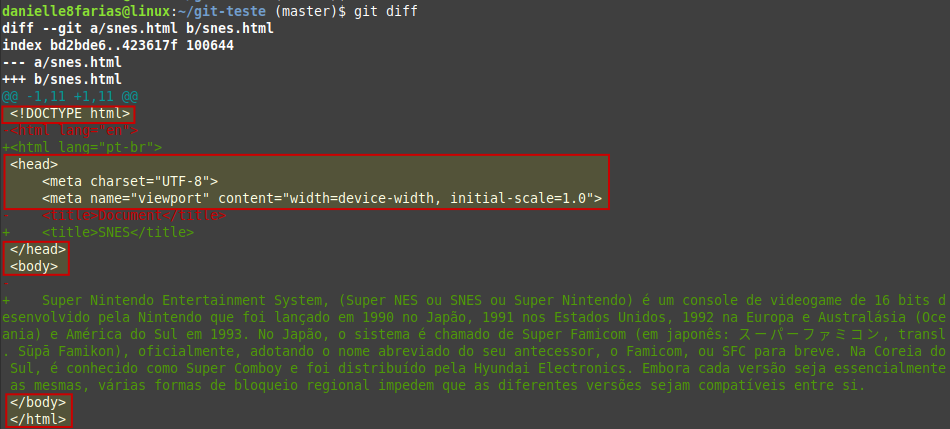 danielle8farias@linux:~/git-teste (master)$ git diff
diff --git a/snes.html b/snes.html
index bd2bde6..423617f 100644
--- a/snes.html
+++ b/snes.html
@@ -1,11 +1,11 @@
 <!DOCTYPE html>
-<html lang="en">
+<html lang="pt-br">
 <head>
     <meta charset="UTF-8">
     <meta name="viewport" content="width=device-width, initial-scale=1.0">
-    <title>Document</title>
+    <title>SNES</title>
 </head>
 <body>
+    Super Nintendo Entertainment System, (Super NES ou SNES ou Super Nintendo) é um console de videogame de 16 bits d
esenvolvido pela Nintendo que foi lançado em 1990 no Japão, 1991 nos Estados Unidos, 1992 na Europa e Australásia (Oce
ania) e América do Sul em 1993. No Japão, o sistema é chamado de Super Famicom (em japonês: スーパーファミコン, transl
. Sūpā Famikon), oficialmente, adotando o nome abreviado do seu antecessor, o Famicom, ou SFC para breve. Na Coreia do
 Sul, é conhecido como Super Comboy e foi distribuído pela Hyundai Electronics. Embora cada versão seja essencialmente
 as mesmas, várias formas de bloqueio regional impedem que as diferentes versões sejam compatíveis entre si.
 </body>
 </html>